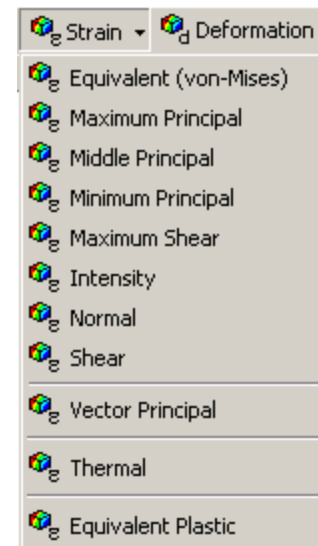 Strain Deformation
Equivalent (von-Mises)
Maximum Principal
Middle Principal
Minimum Principal
Maximum Shear
Intensity
Normal
Shear
Vector Principal
Thermal
Equivalent Plastic